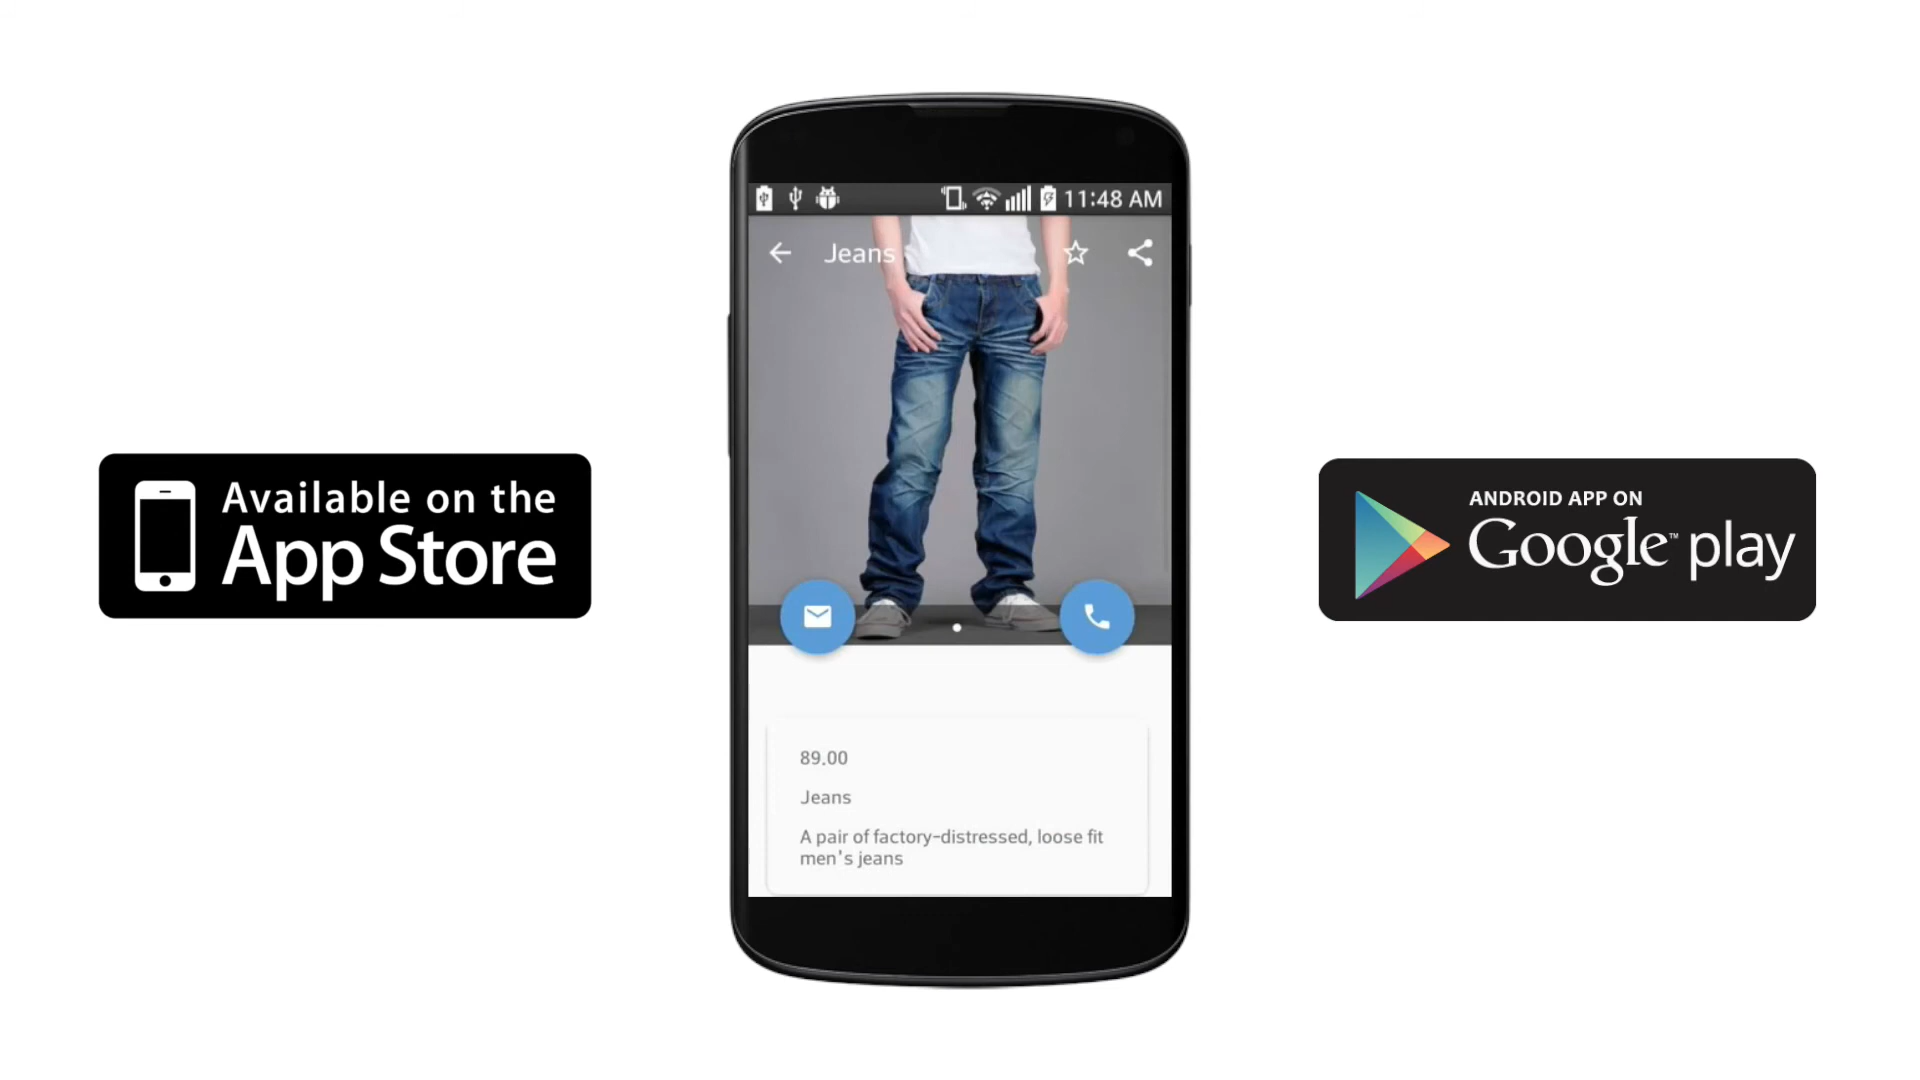 11:48 AM
Jeans
Available on the
App Store
ANDROID APP ON
Google™ play
89.00
Jeans
A pair of factory-distressed, loose fit
men's jeans